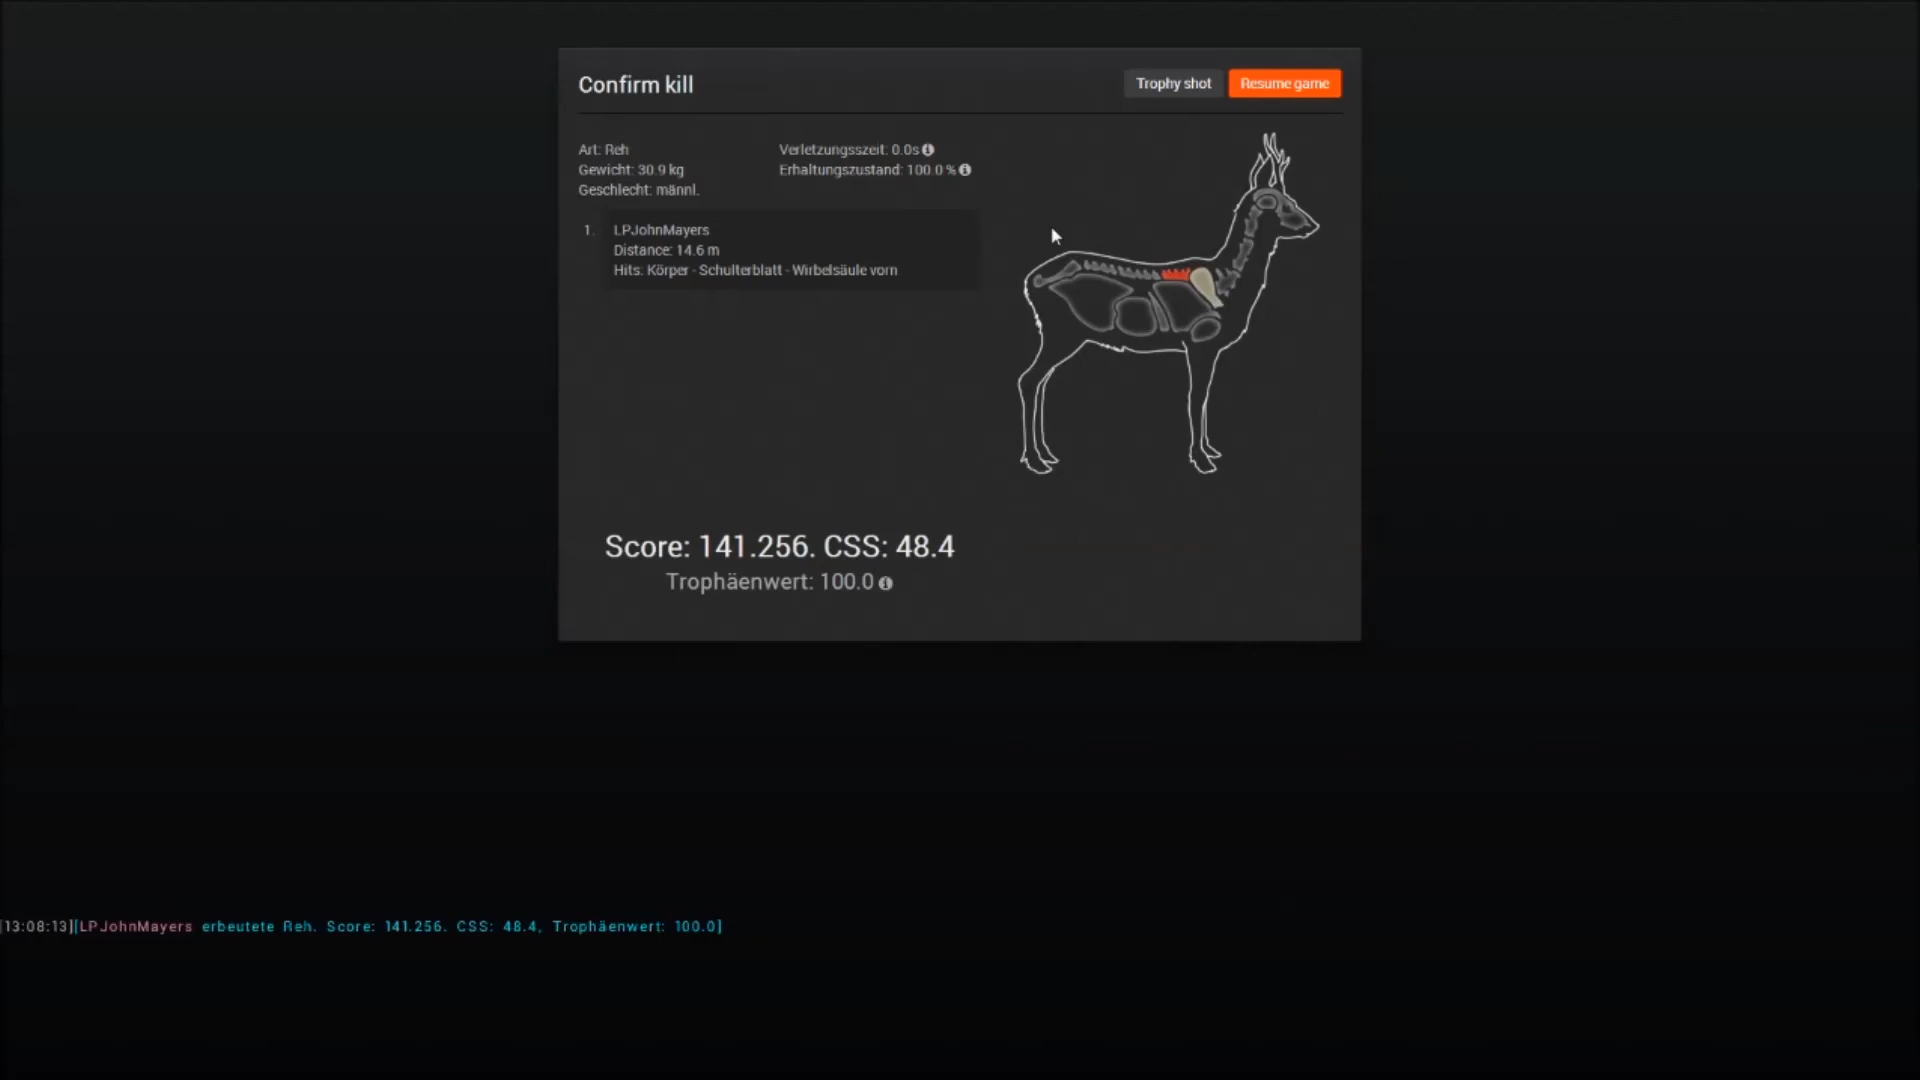 Confirm kill
Trophy shot
Resume game
Art: Reh
Gewicht: 30.9 kg
Geschlecht: männl.
Verletzungsszeit: 0.0s
Erhaltungszustand: 100.0 %
1. LPJohnMayers
Distance: 14.6 m
Hits: Körper - Schulterblatt - Wirbelsäule vorn
Score: 141.256. CSS: 48.4
Trophäenwert: 100.0
[13:08:13][LPJohnMayers erbeutete Reh. Score: 141.256. CSS: 48.4, Trophäenwert: 100.0]